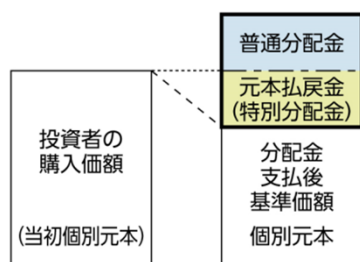 普通分配金
元本払戻金
(特別分配金)
投資者の
購入価額
(当初個別元本)
分配金
支払後
基準価額
個別元本